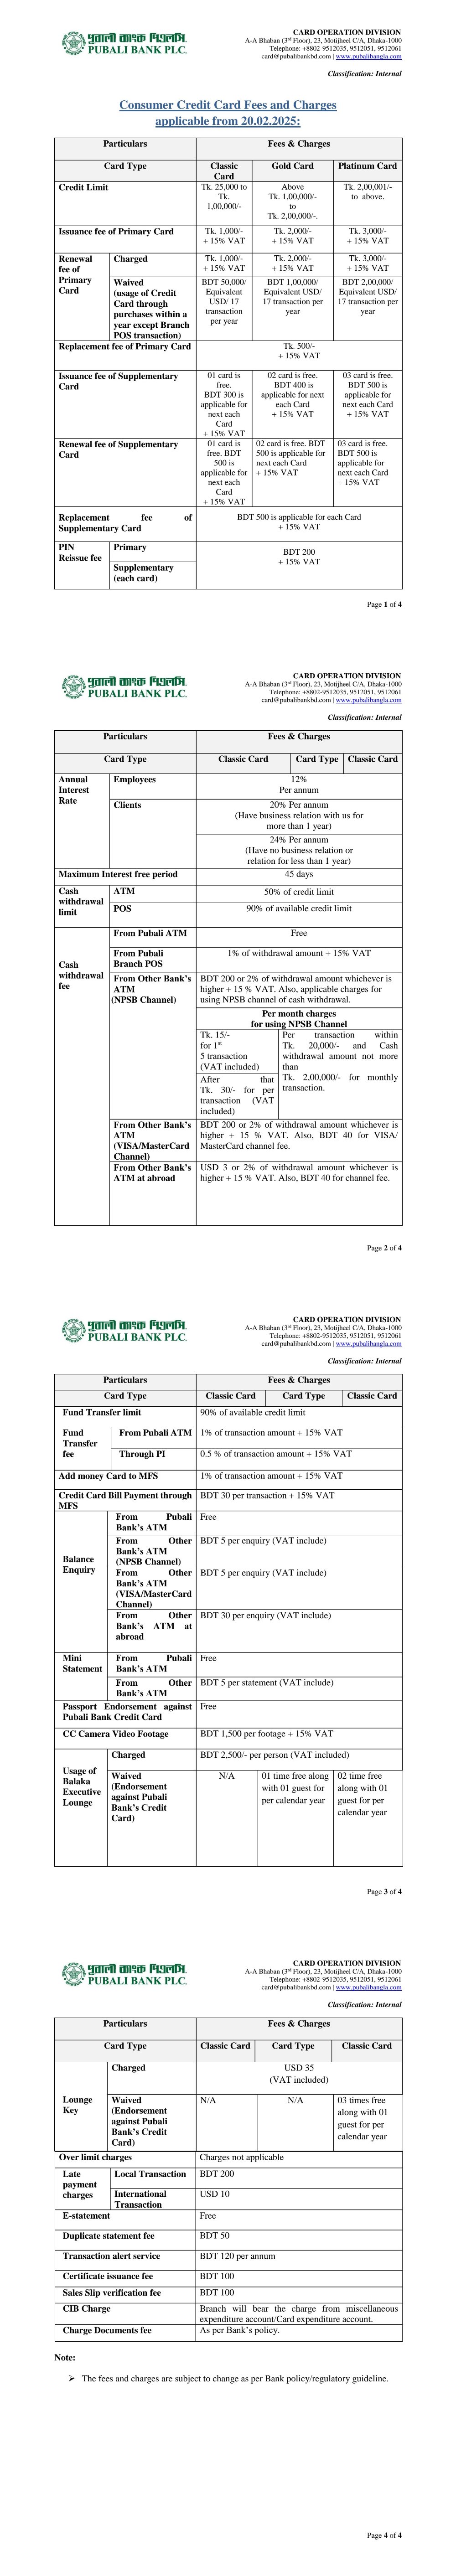 পূবালী ব্যাংক পিএলসি.
PUBALI BANK PLC.
CARD OPERATION DIVISION
A-A Bhaban (3rd Floor), 23, Motijheel C/A, Dhaka-1000
Telephone: +8802-9512035, 9512051, 9512061
card@pubalibankbd.com | www.pubalibangla.com
Classification: Internal
Consumer Credit Card Fees and Charges
applicable from 20.02.2025:
Particulars Fees & Charges
Card Type Classic Card Gold Card Platinum Card
Credit Limit
Tk. 25,000 to
Tk.
1,00,000/-
Above
Tk. 1,00,000/-
to
Tk. 2,00,000/-.
Tk. 2,00,001/-
to above.
Issuance fee of Primary Card
Tk. 1,000/-
+ 15% VAT
Tk. 2,000/-
+ 15% VAT
Tk. 3,000/-
+ 15% VAT
Renewal
fee of
Primary
Card
Charged
Tk. 1,000/-
+ 15% VAT
Tk. 2,000/-
+ 15% VAT
Tk. 3,000/-
+ 15% VAT
Waived
(usage of Credit
Card through
purchases within a
year except Branch
POS transaction)
BDT 50,000/
Equivalent
USD/ 17
transaction
per year
BDT 1,00,000/
Equivalent USD/
17 transaction per
year
BDT 2,00,000/
Equivalent USD/
17 transaction per
year
Replacement fee of Primary Card
Tk. 500/-
+ 15% VAT
Issuance fee of Supplementary
Card
01 card is
free.
BDT 300 is
applicable for
next each
Card
+ 15% VAT
02 card is free.
BDT 400 is
applicable for next
each Card
+ 15% VAT
03 card is free.
BDT 500 is
applicable for
next each Card
+ 15% VAT
Renewal fee of Supplementary
Card
01 card is
free. BDT
500 is
applicable for
next each
Card
+ 15% VAT
02 card is free. BDT
500 is applicable for
next each Card
+ 15% VAT
03 card is free.
BDT 500 is
applicable for
next each Card
+ 15% VAT
Replacement fee of
Supplementary Card
BDT 500 is applicable for each Card
+ 15% VAT
PIN
Reissue fee
Primary
Supplementary
(each card)
BDT 200
+ 15% VAT
Page 1 of 4
পূবালী ব্যাংক পিএলসি.
PUBALI BANK PLC.
CARD OPERATION DIVISION
A-A Bhaban (3rd Floor), 23, Motijheel C/A, Dhaka-1000
Telephone: +8802-9512035, 9512051, 9512061
card@pubalibankbd.com | www.pubalibangla.com
Classification: Internal
Particulars Fees & Charges
Card Type Classic Card Card Type Classic Card
Annual
Interest
Rate
Employees
12%
Per annum
Clients
20% Per annum
(Have business relation with us for
more than 1 year)
24% Per annum
(Have no business relation or
relation for less than 1 year)
Maximum Interest free period 45 days
Cash
withdrawal
limit
ATM 50% of credit limit
POS 90% of available credit limit
Cash
withdrawal
fee
From Pubali ATM Free
From Pubali
Branch POS
1% of withdrawal amount + 15% VAT
From Other Bank's
ATM
(NPSB Channel)
BDT 200 or 2% of withdrawal amount whichever is
higher + 15 % VAT. Also, applicable charges for
using NPSB channel of cash withdrawal.
Per month charges
for using NPSB Channel
Tk. 15/-
for 1st
5 transaction
(VAT included)
After that
Tk. 30/- for per
transaction (VAT
included)
Per transaction within
Tk. 20,000/- and Cash
withdrawal amount not more
than
Tk. 2,00,000/- for monthly
transaction.
From Other Bank's
ATM
(VISA/MasterCard
Channel)
BDT 200 or 2% of withdrawal amount whichever is
higher + 15 % VAT. Also, BDT 40 for VISA/
MasterCard channel fee.
From Other Bank's
ATM at abroad
USD 3 or 2% of withdrawal amount whichever is
higher + 15 % VAT. Also, BDT 40 for channel fee.
Page 2 of 4
পূবালী ব্যাংক পিএলসি.
PUBALI BANK PLC.
CARD OPERATION DIVISION
A-A Bhaban (3rd Floor), 23, Motijheel C/A, Dhaka-1000
Telephone: +8802-9512035, 9512051, 9512061
card@pubalibankbd.com | www.pubalibangla.com
Classification: Internal
Particulars Fees & Charges
Card Type Classic Card Card Type Classic Card
Fund Transfer limit 90% of available credit limit
Fund
Transfer
fee
From Pubali ATM 1% of transaction amount + 15% VAT
Through PI 0.5 % of transaction amount + 15% VAT
Add money Card to MFS 1% of transaction amount + 15% VAT
Credit Card Bill Payment through
MFS
BDT 30 per transaction + 15% VAT
Balance
Enquiry
From Pubali
Bank's ATM
Free
From Other
Bank's ATM
(NPSB Channel)
BDT 5 per enquiry (VAT include)
From Other
Bank's ATM
(VISA/MasterCard
Channel)
BDT 5 per enquiry (VAT include)
From Other
Bank's ATM at
abroad
BDT 30 per enquiry (VAT include)
Mini
Statement
From Pubali
Bank's ATM
Free
From Other
Bank's ATM
BDT 5 per statement (VAT include)
Passport Endorsement against
Pubali Bank Credit Card
Free
CC Camera Video Footage BDT 1,500 per footage + 15% VAT
Usage of
Balaka
Executive
Lounge
Charged BDT 2,500/- per person (VAT included)
Waived
(Endorsement
against Pubali
Bank's Credit
Card)
N/A
01 time free along
with 01 guest for
per calendar year
02 time free
along with 01
guest for per
calendar year
Page 3 of 4
পূবালী ব্যাংক পিএলসি.
PUBALI BANK PLC.
CARD OPERATION DIVISION
A-A Bhaban (3rd Floor), 23, Motijheel C/A, Dhaka-1000
Telephone: +8802-9512035, 9512051, 9512061
card@pubalibankbd.com | www.pubalibangla.com
Classification: Internal
Particulars Fees & Charges
Card Type Classic Card Card Type Classic Card
Lounge
Key
Charged
USD 35
(VAT included)
Waived
(Endorsement
against Pubali
Bank's Credit
Card)
N/A
N/A
03 times free
along with 01
guest for per
calendar year
Over limit charges Charges not applicable
Late
payment
charges
Local Transaction BDT 200
International
Transaction
USD 10
E-statement Free
Duplicate statement fee BDT 50
Transaction alert service BDT 120 per annum
Certificate issuance fee BDT 100
Sales Slip verification fee BDT 100
CIB Charge
Branch will bear the charge from miscellaneous
expenditure account/Card expenditure account.
Charge Documents fee As per Bank's policy.
Note:
➢ The fees and charges are subject to change as per Bank policy/regulatory guideline.
Page 4 of 4